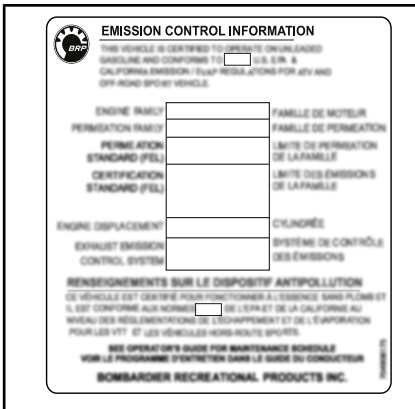 BRP
EMISSION CONTROL INFORMATION
THIS VEHICLE IS CERTIFIED TO OPERATE ON UNLEADED
GASOLINE AND CONFORMS TO U.S. EPA &
CALIFORNIA EMISSION / EVAP REGULATIONS FOR ATV AND
OFF-ROAD SPORT VEHICLE.
ENGINE FAMILY FAMILLE DE MOTEUR
PERMEATION FAMILY FAMILLE DE PERMEATION
PERMEATION LIMITE DE PERMEATION
STANDARD (FEL) DE LA FAMILLE
CERTIFICATION LIMITE DES ÉMISSIONS
STANDARD (FEL) DE LA FAMILLE
ENGINE DISPLACEMENT CYLINDRÉE
EXHAUST EMISSION SYSTÈME DE CONTRÔLE
CONTROL SYSTEM DES ÉMISSIONS
RENSEIGNEMENTS SUR LE DISPOSITIF ANTIPOLLUTION
CE VÉHICULE EST CERTIFIÉ POUR FONCTIONNER À L'ESSENCE SANS PLOMB ET
IL EST CONFORME AUX NORMES DE L'EPA ET DE LA CALIFORNIE AU
NIVEAU DES RÉGLEMENTATIONS DE L'ÉCHAPPEMENT ET DE L'ÉVAPORATION
POUR LES VTT ET LES VÉHICULES HORS-ROUTE SPORTS.
SEE OPERATOR'S GUIDE FOR MAINTENANCE SCHEDULE
VOIR LE PROGRAMME D'ENTRETIEN DANS LE GUIDE DU CONDUCTEUR
BOMBARDIER RECREATIONAL PRODUCTS INC.